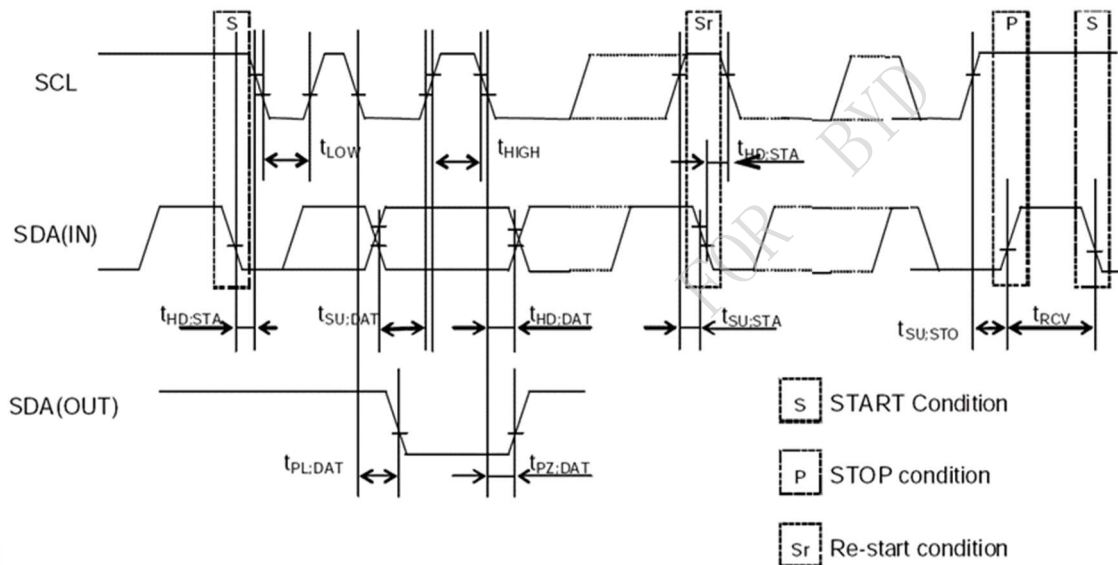 S Sr P S
SCL
tLOW tHIGH tHD;STA
SDA(IN)
tHD;STA tSU;DAT tHD;DAT tSU;STA tSU;STO tRCV
SDA(OUT)
tPL;DAT tPZ;DAT
S START Condition
P STOP condition
Sr Re-start condition
FOR BYD